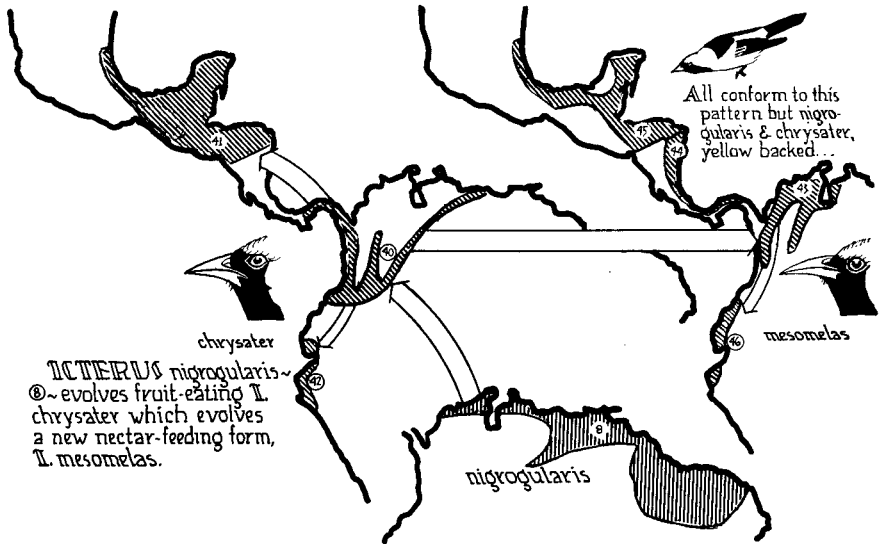 41
40
chrysater
ICTERUS nigrogularis~
8~evolves fruit-eating I.
chrysater which evolves
a new nectar-feeding form,
I. mesomelas.
42
8
nigrogularis
All conform to this
pattern but nigro-
gularis & chrysater,
yellow backed...
45
44
43
46
mesomelas